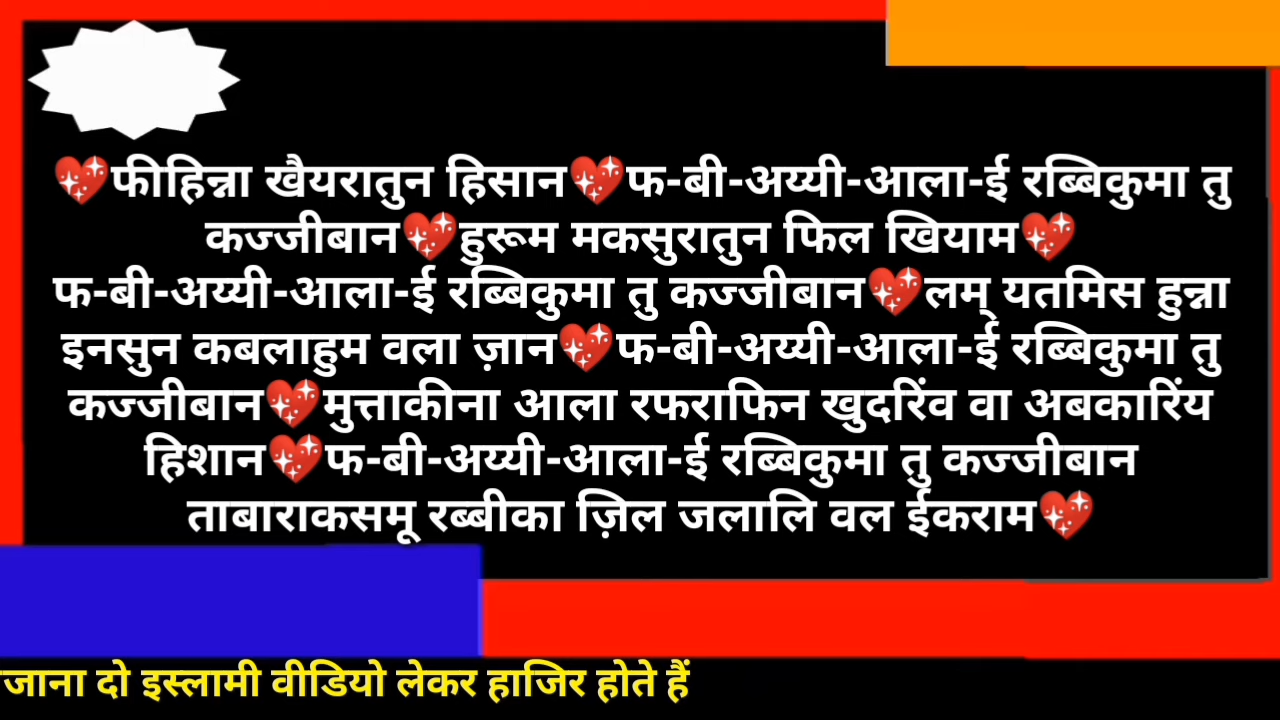 💖फीहिन्ना खैयरातुन हिसान💖फ-बी-अय्यी-आला-ई रब्बिकुमा तु
कज्जीबान💖हुरूम मकसुरातुन फिल खियाम💖
फ-बी-अय्यी-आला-ई रब्बिकुमा तु कज्जीबान💖लम् यतमिस हुन्ना
इनसुन कबलाहुम वला ज़ान💖फ-बी-अय्यी-आला-ई रब्बिकुमा तु
कज्जीबान💖मुत्ताकीना आला रफराफिन खुदरिंव वा अबकारिंय
हिशान💖फ-बी-अय्यी-आला-ई रब्बिकुमा तु कज्जीबान
ताबाराकसमू रब्बीका ज़िल जलालि वल ईकराम💖
जाना दो इस्लामी वीडियो लेकर हाजिर होते हैं